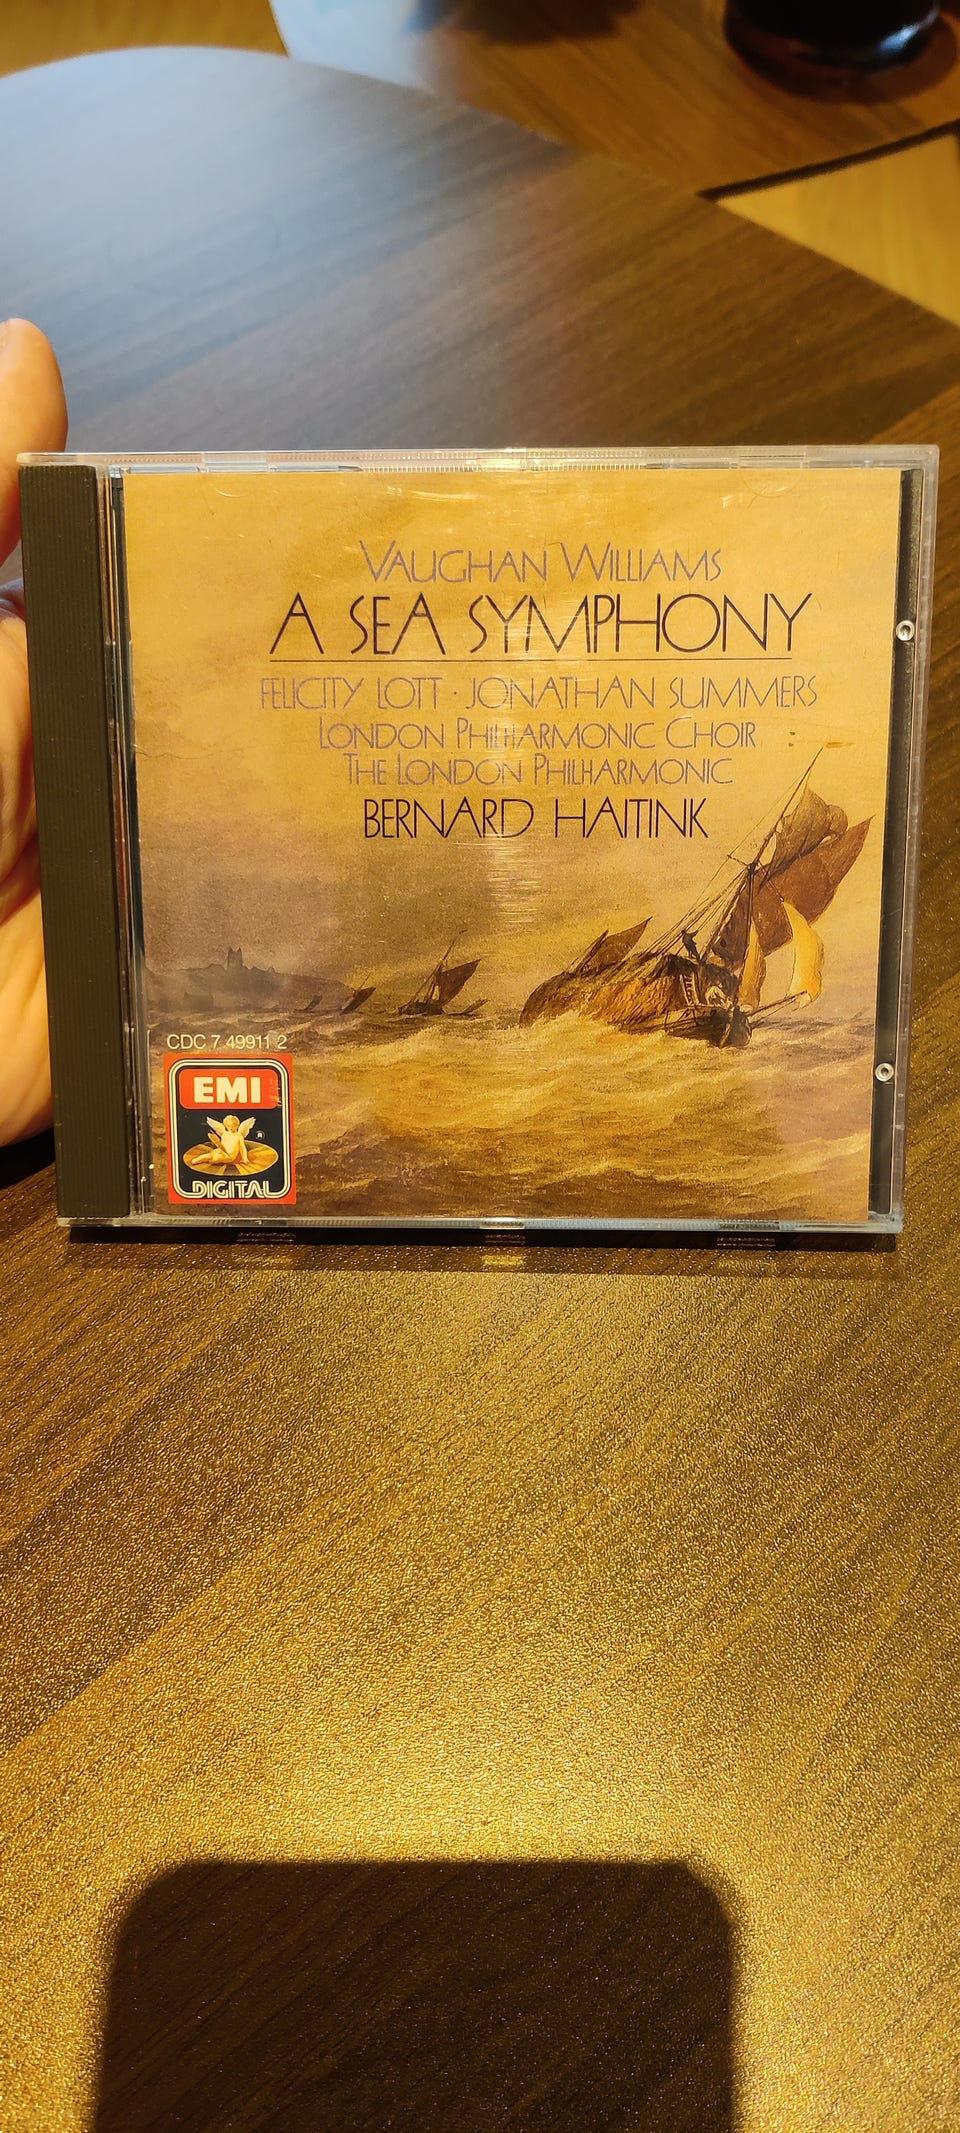 VAUGHAN WILLIAMS
A SEA SYMPHONY
FELICITY LOTT · JONATHAN SUMMERS
LONDON PHILHARMONIC CHOIR
THE LONDON PHILHARMONIC
BERNARD HAITINK
CDC 7 49911 2
EMI
®
DIGITAL